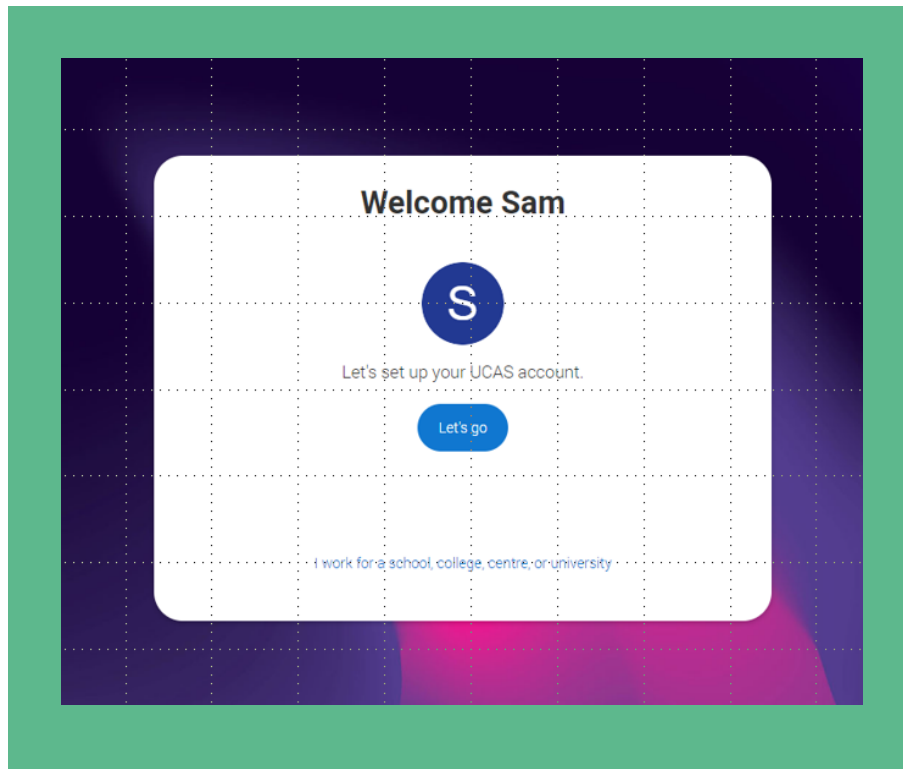 Welcome Sam
S
Let's set up your UCAS account.
Let's go
I work for a school, college, centre, or university